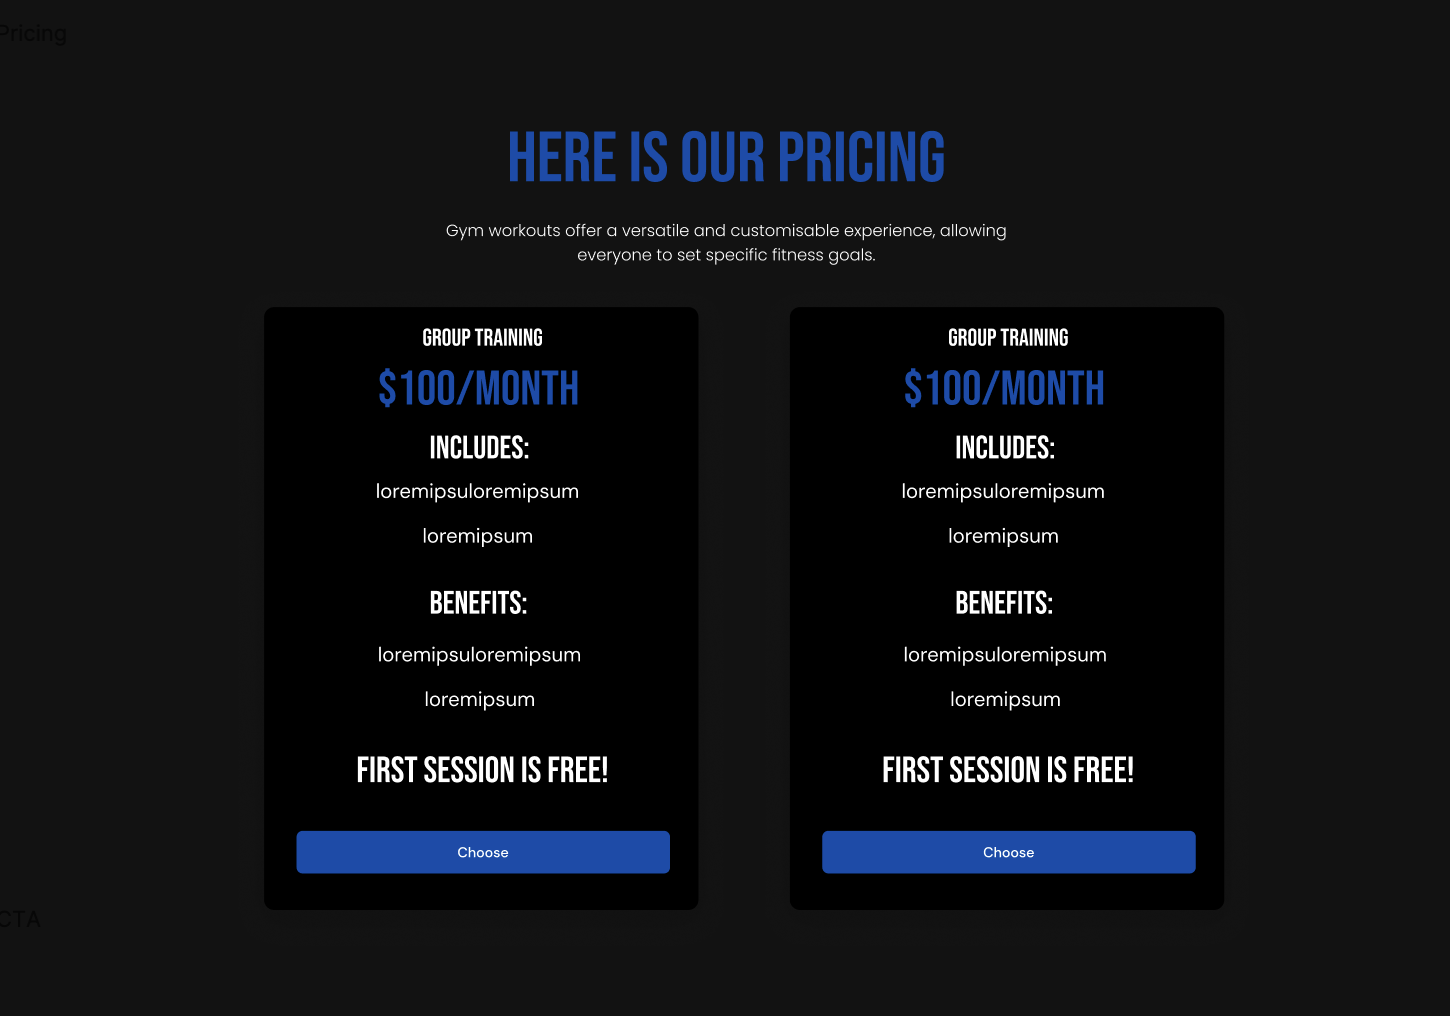 Pricing
HERE IS OUR PRICING
Gym workouts offer a versatile and customisable experience, allowing
everyone to set specific fitness goals.
GROUP TRAINING
$100/MONTH
INCLUDES:
loremipsuloremipsum
loremipsum
BENEFITS:
loremipsuloremipsum
loremipsum
FIRST SESSION IS FREE!
Choose
GROUP TRAINING
$100/MONTH
INCLUDES:
loremipsuloremipsum
loremipsum
BENEFITS:
loremipsuloremipsum
loremipsum
FIRST SESSION IS FREE!
Choose
CTA